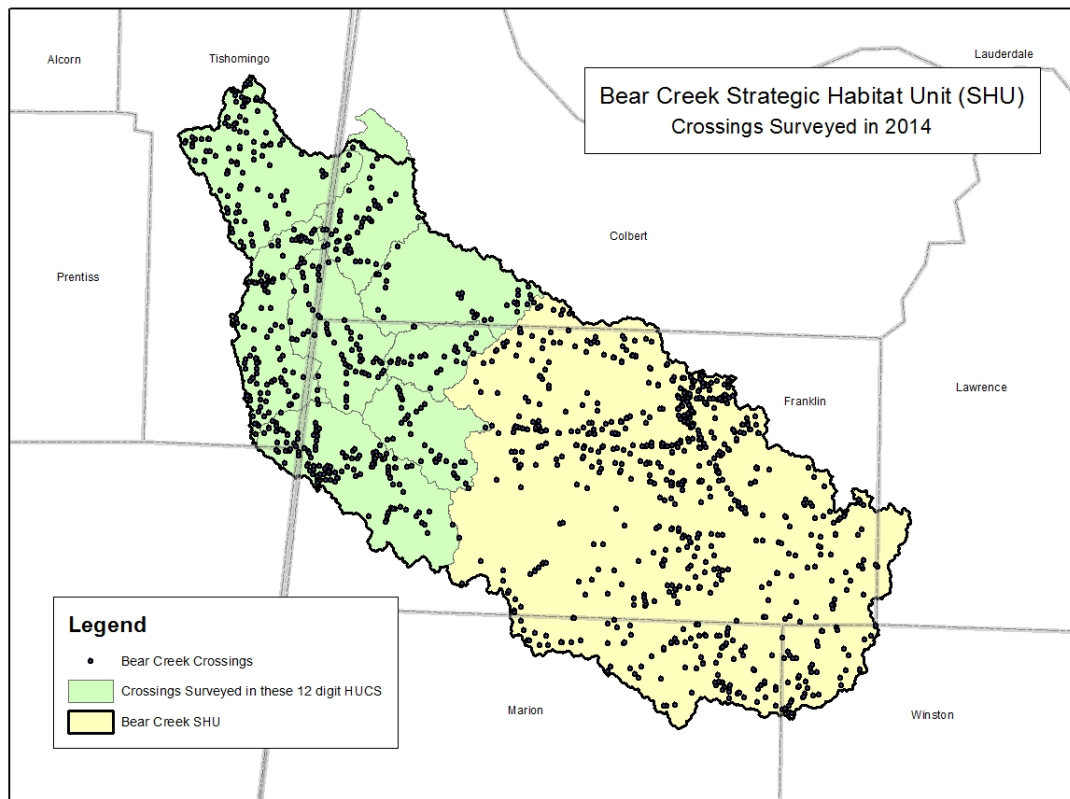 Alcorn
Tishomingo
Lauderdale
Bear Creek Strategic Habitat Unit (SHU)
Crossings Surveyed in 2014
Colbert
Prentiss
Lawrence
Franklin
Legend
Bear Creek Crossings
Crossings Surveyed in these 12 digit HUCS
Bear Creek SHU
Marion
Winston